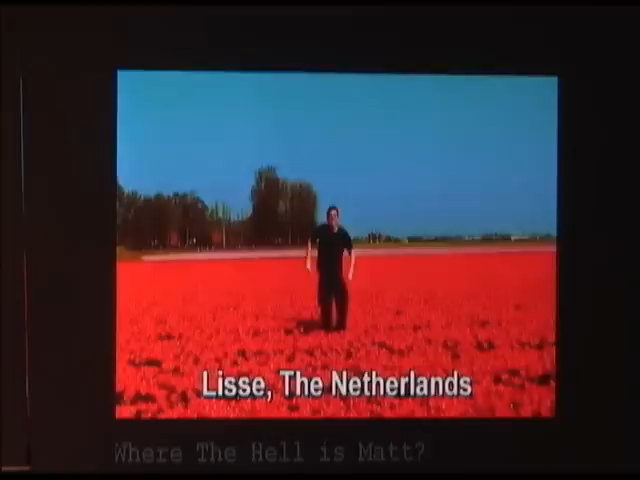 Lisse, The Netherlands
Where The Hell is Matt?